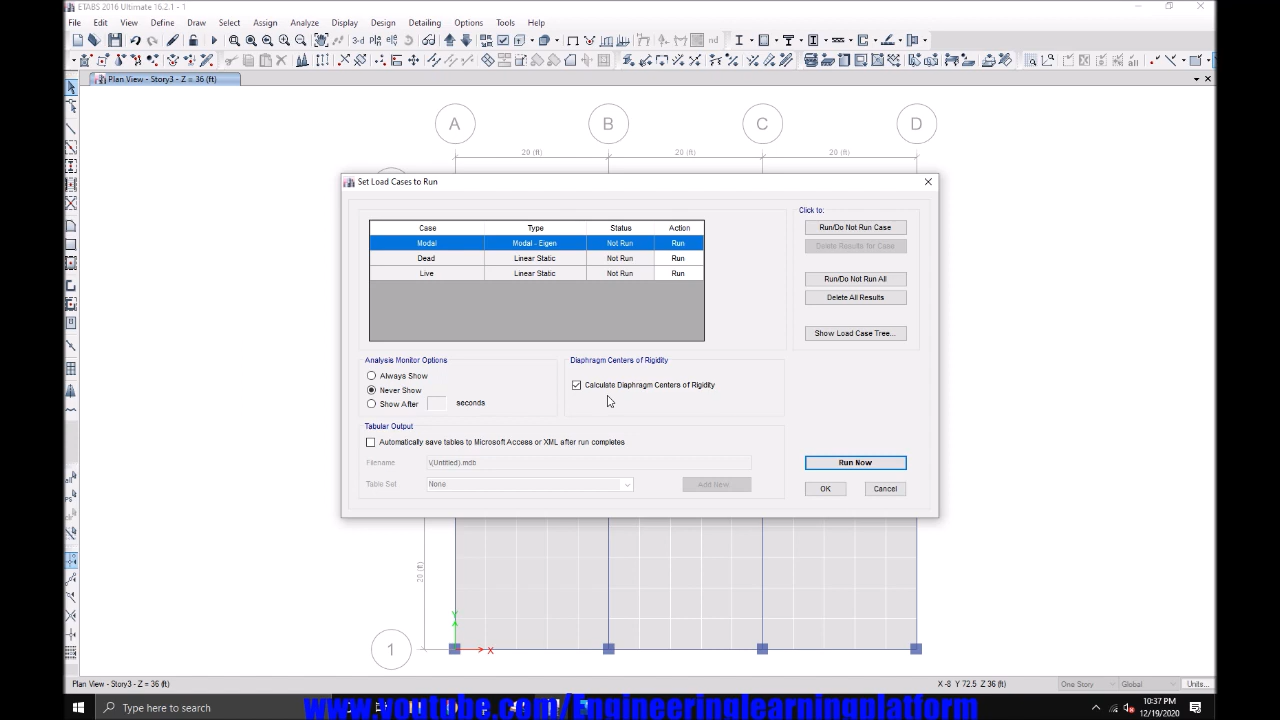 ETABS 2016 Ultimate 16.2.1 - 1
File Edit View Define Draw Select Assign Analyze Display Design Detailing Options Tools Help
3-d nd
Plan View - Story3 - Z = 36 (ft)
A B C D
20 (ft) 20 (ft) 20 (ft)
Set Load Cases to Run
Click to:
Case Type Status Action
Modal Modal - Eigen Not Run Run
Dead Linear Static Not Run Run
Live Linear Static Not Run Run
Run/Do Not Run Case
Delete Results for Case
Run/Do Not Run All
Delete All Results
Show Load Case Tree...
Analysis Monitor Options
Always Show
Never Show
Show After seconds
Diaphragm Centers of Rigidity
Calculate Diaphragm Centers of Rigidity
Tabular Output
Automatically save tables to Microsoft Access or XML after run completes
Filename \(Untitled).mdb
Table Set None Add New
Run Now
OK Cancel
20 (ft)
Y
X
1
Plan View - Story3 - Z = 36 (ft) X -8 Y 72.5 Z 36 (ft) One Story Global Units...
Type here to search
www.youtube.com/Engineeringlearningplatform
10:37 PM
12/19/2020